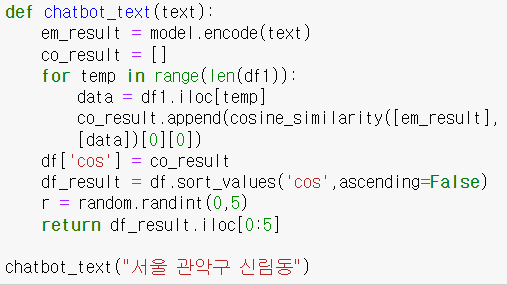 def chatbot_text(text):
    em_result = model.encode(text)
    co_result = []
    for temp in range(len(df1)):
        data = df1.iloc[temp]
        co_result.append(cosine_similarity([em_result],
        [data])[0][0])
    df['cos'] = co_result
    df_result = df.sort_values('cos',ascending=False)
    r = random.randint(0,5)
    return df_result.iloc[0:5]

chatbot_text("서울 관악구 신림동")